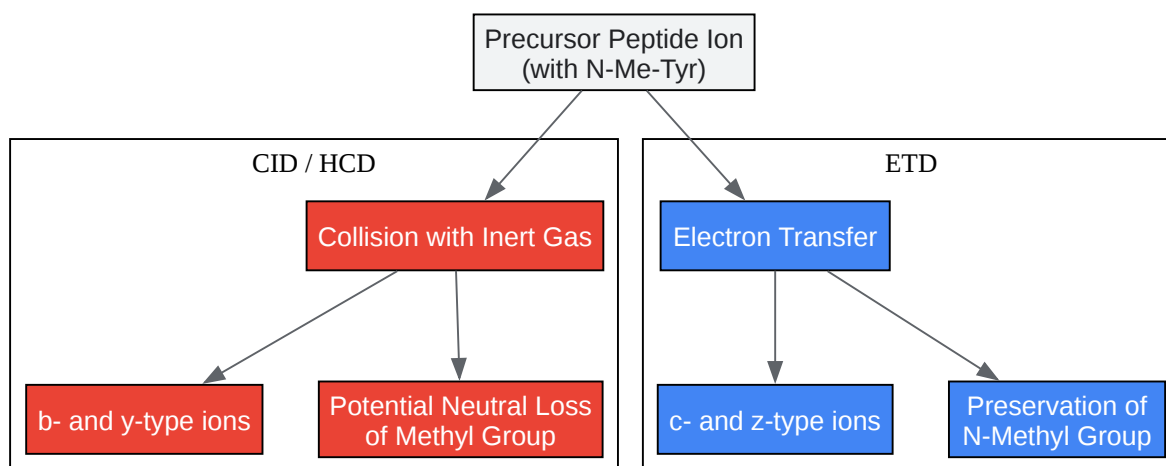 Precursor Peptide Ion
(with N-Me-Tyr)
CID / HCD
ETD
Collision with Inert Gas
Electron Transfer
b- and y-type ions
Potential Neutral Loss
of Methyl Group
c- and z-type ions
Preservation of
N-Methyl Group